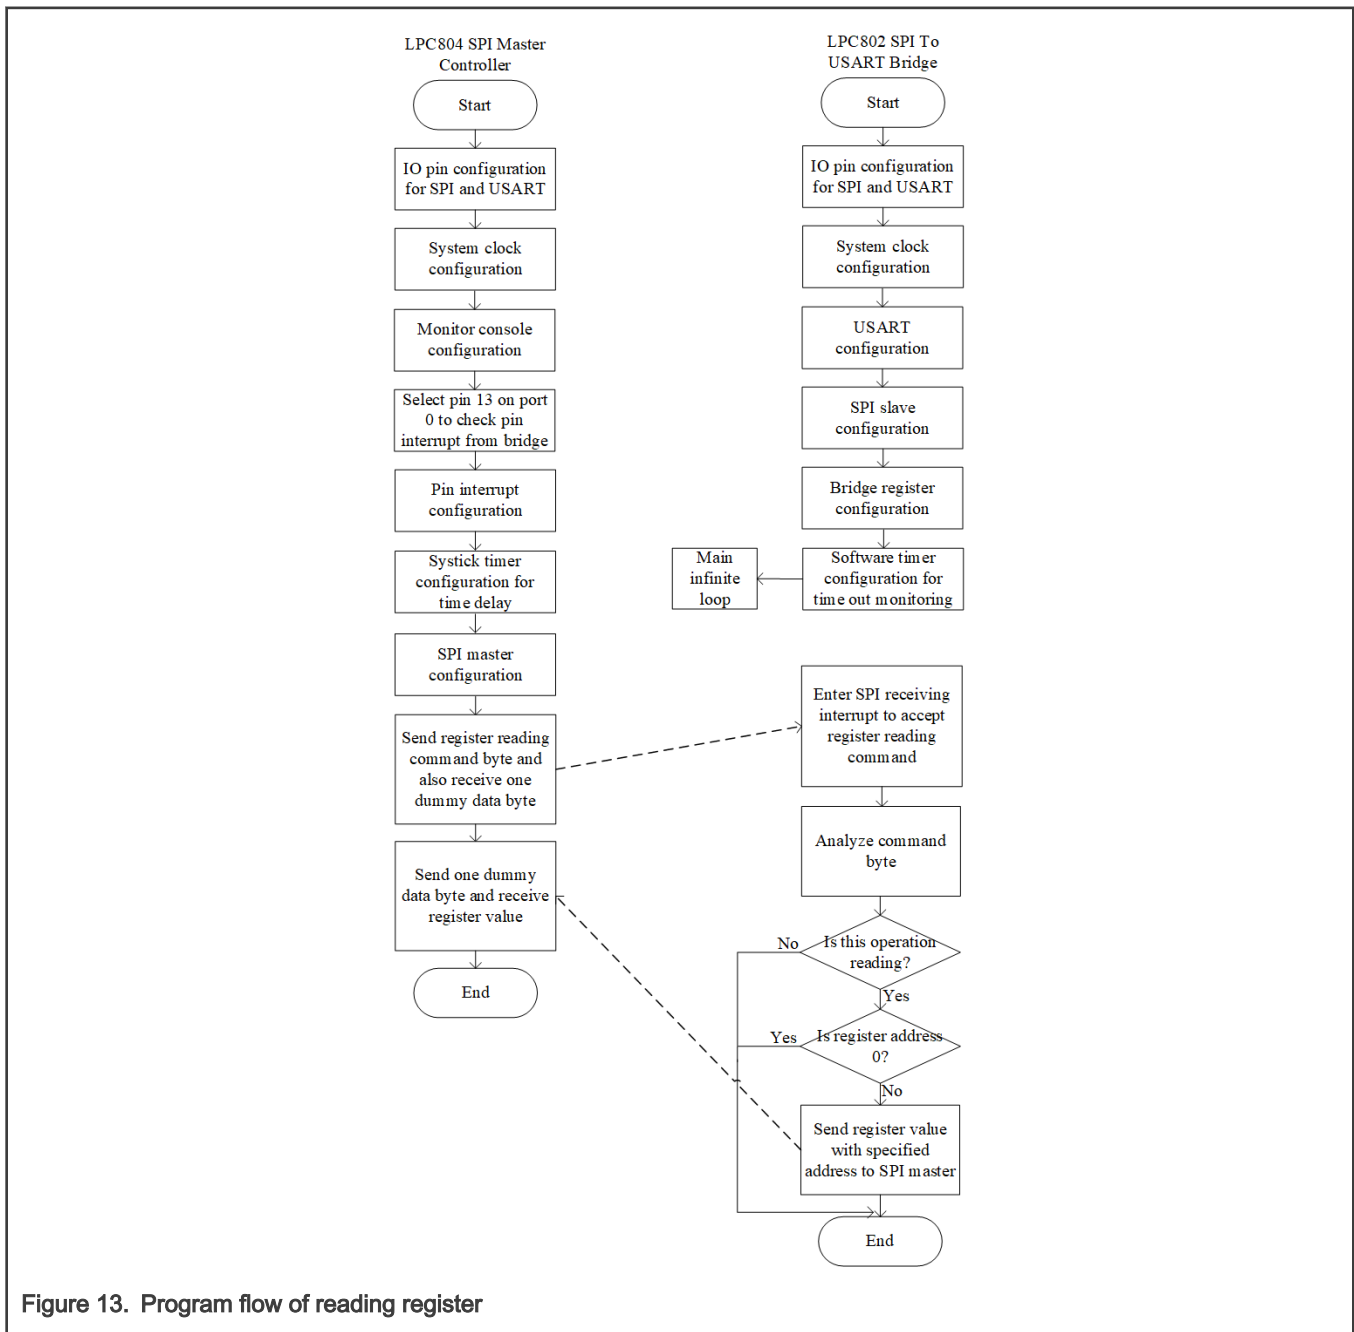 LPC804 SPI Master
Controller
Start
IO pin configuration
for SPI and USART
System clock
configuration
Monitor console
configuration
Select pin 13 on port
0 to check pin
interrupt from bridge
Pin interrupt
configuration
Systick timer
configuration for
time delay
SPI master
configuration
Send register reading
command byte and
also receive one
dummy data byte
Send one dummy
data byte and receive
register value
End
LPC802 SPI To
USART Bridge
Start
IO pin configuration
for SPI and USART
System clock
configuration
USART
configuration
SPI slave
configuration
Bridge register
configuration
Software timer
configuration for
time out monitoring
Main
infinite
loop
Enter SPI receiving
interrupt to accept
register reading
command
Analyze command
byte
Is this operation
reading?
No
Yes
Is register address
0?
Yes
No
Send register value
with specified
address to SPI master
End
Figure 13. Program flow of reading register